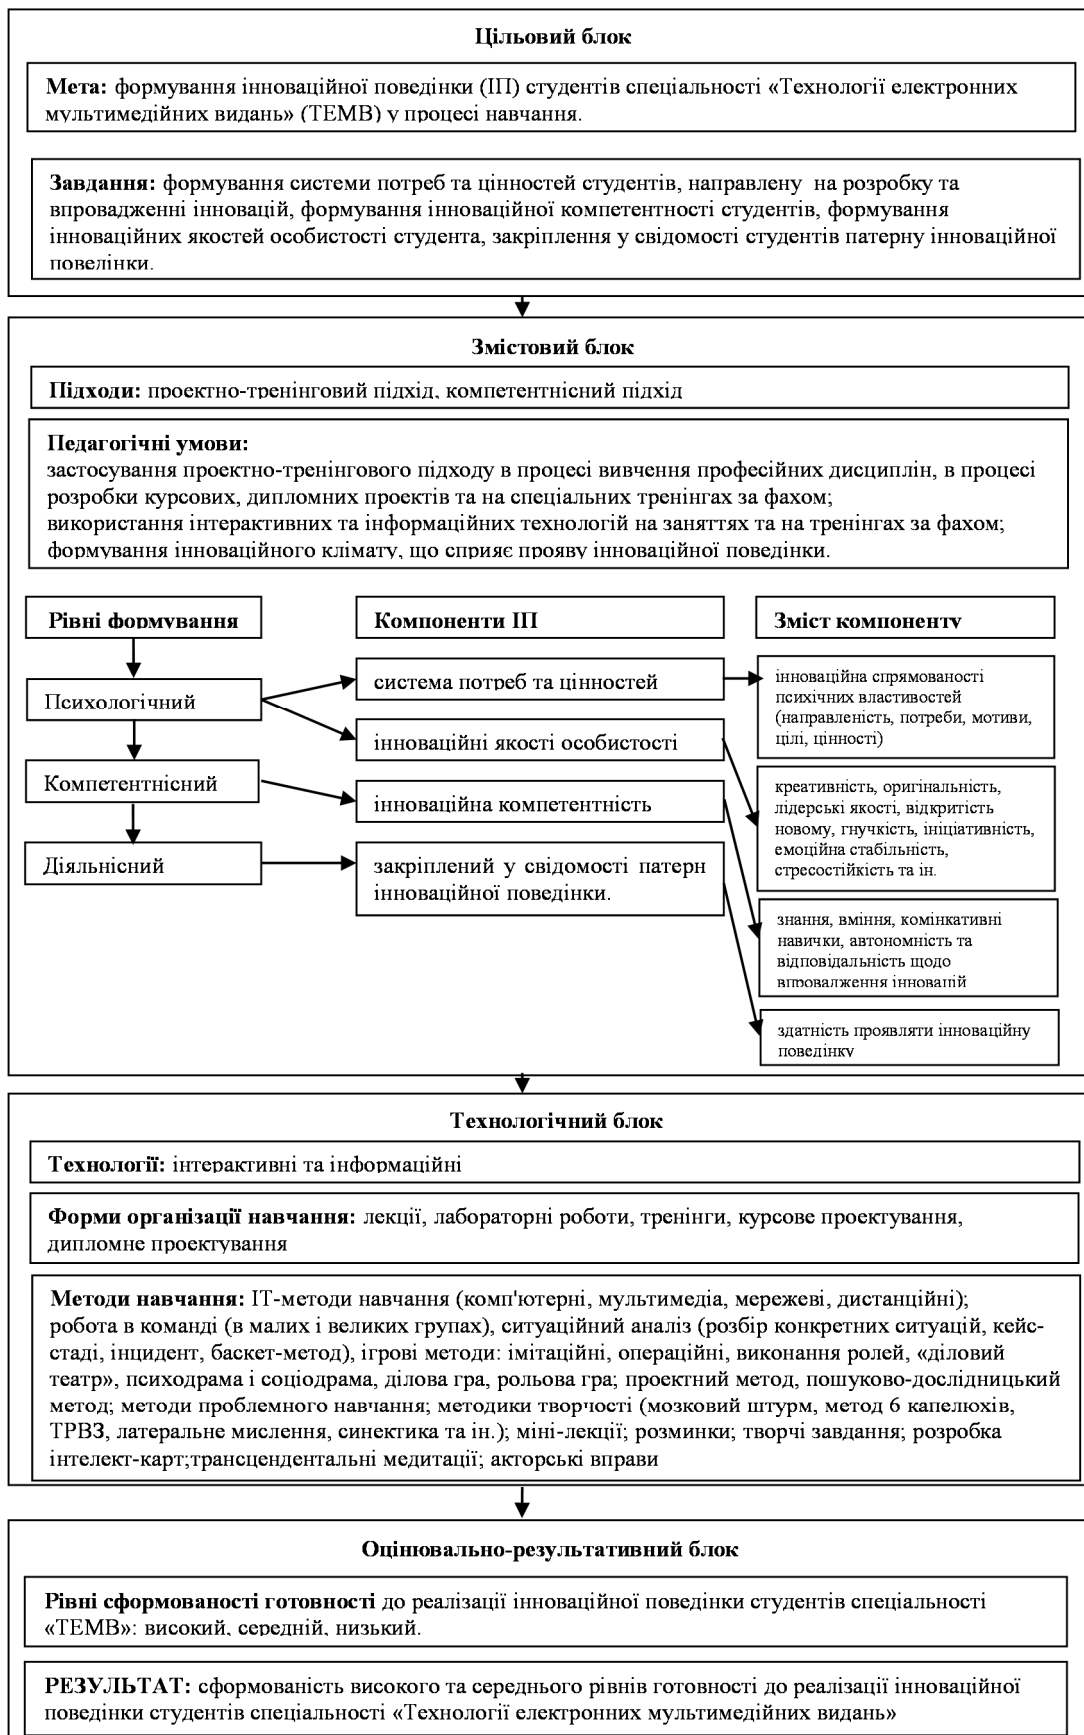 Цільовий блок
Мета: формування інноваційної поведінки (ІП) студентів спеціальності «Технології електронних
мультимедійних видань» (ТЕМВ) у процесі навчання.
Завдання: формування системи потреб та цінностей студентів, направлену на розробку та
впровадженні інновацій, формування інноваційної компетентності студентів, формування
інноваційних якостей особистості студента, закріплення у свідомості студентів патерну інноваційної
поведінки.
Змістовий блок
Підходи: проектно-тренінговий підхід, компетентнісний підхід
Педагогічні умови:
застосування проектно-тренінгового підходу в процесі вивчення професійних дисциплін, в процесі
розробки курсових, дипломних проектів та на спеціальних тренінгах за фахом;
використання інтерактивних та інформаційних технологій на заняттях та на тренінгах за фахом;
формування інноваційного клімату, що сприяє прояву інноваційної поведінки.
Рівні формування
Компоненти ІП
Зміст компоненту
Психологічний
система потреб та цінностей
інноваційна спрямованості
психічних властивостей
(направленість, потреби, мотиви,
цілі, цінності)
інноваційні якості особистості
Компетентнісний
інноваційна компетентність
креативність, оригінальність,
лідерські якості, відкритість
новому, гнучкість, ініціативність,
емоційна стабільність,
стресостійкість та ін.
Діяльнісний
закріплений у свідомості патерн
інноваційної поведінки.
знання, вміння, комінкативні
навички, автономність та
відповідальність щодо
впровадження інновацій
здатність проявляти інноваційну
поведінку
Технологічний блок
Технології: інтерактивні та інформаційні
Форми організації навчання: лекції, лабораторні роботи, тренінги, курсове проектування,
дипломне проектування
Методи навчання: ІТ-методи навчання (комп'ютерні, мультимедіа, мережеві, дистанційні);
робота в команді (в малих і великих групах), ситуаційний аналіз (розбір конкретних ситуацій, кейс-
стаді, інцидент, баскет-метод), ігрові методи: імітаційні, операційні, виконання ролей, «діловий
театр», психодрама і соціодрама, ділова гра, рольова гра; проектний метод, пошуково-дослідницький
метод; методи проблемного навчання; методики творчості (мозковий штурм, метод 6 капелюхів,
ТРВЗ, латеральне мислення, синектика та ін.); міні-лекції; розминки; творчі завдання; розробка
інтелект-карт;трансцендентальні медитації; акторські вправи
Оцінювально-результативний блок
Рівні сформованості готовності до реалізації інноваційної поведінки студентів спеціальності
«ТЕМВ»: високий, середній, низький.
РЕЗУЛЬТАТ: сформованість високого та середнього рівнів готовності до реалізації інноваційної
поведінки студентів спеціальності «Технології електронних мультимедійних видань»